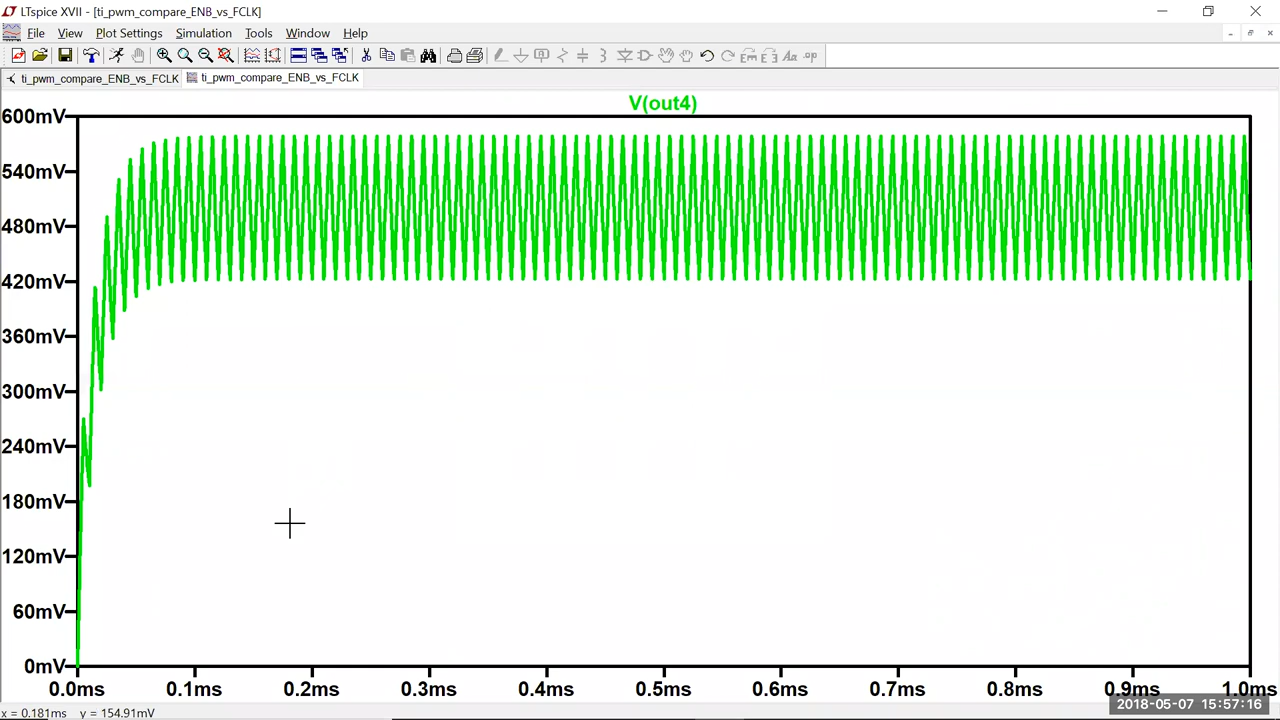 LTspice XVII - [ti_pwm_compare_ENB_vs_FCLK]
File View Plot Settings Simulation Tools Window Help
ti_pwm_compare_ENB_vs_FCLK ti_pwm_compare_ENB_vs_FCLK
V(out4)
600mV
540mV
480mV
420mV
360mV
300mV
240mV
180mV
120mV
60mV
0mV
0.0ms 0.1ms 0.2ms 0.3ms 0.4ms 0.5ms 0.6ms 0.7ms 0.8ms 0.9ms 1.0ms
2018-05-07 15:57:16
x = 0.181ms y = 154.91mV